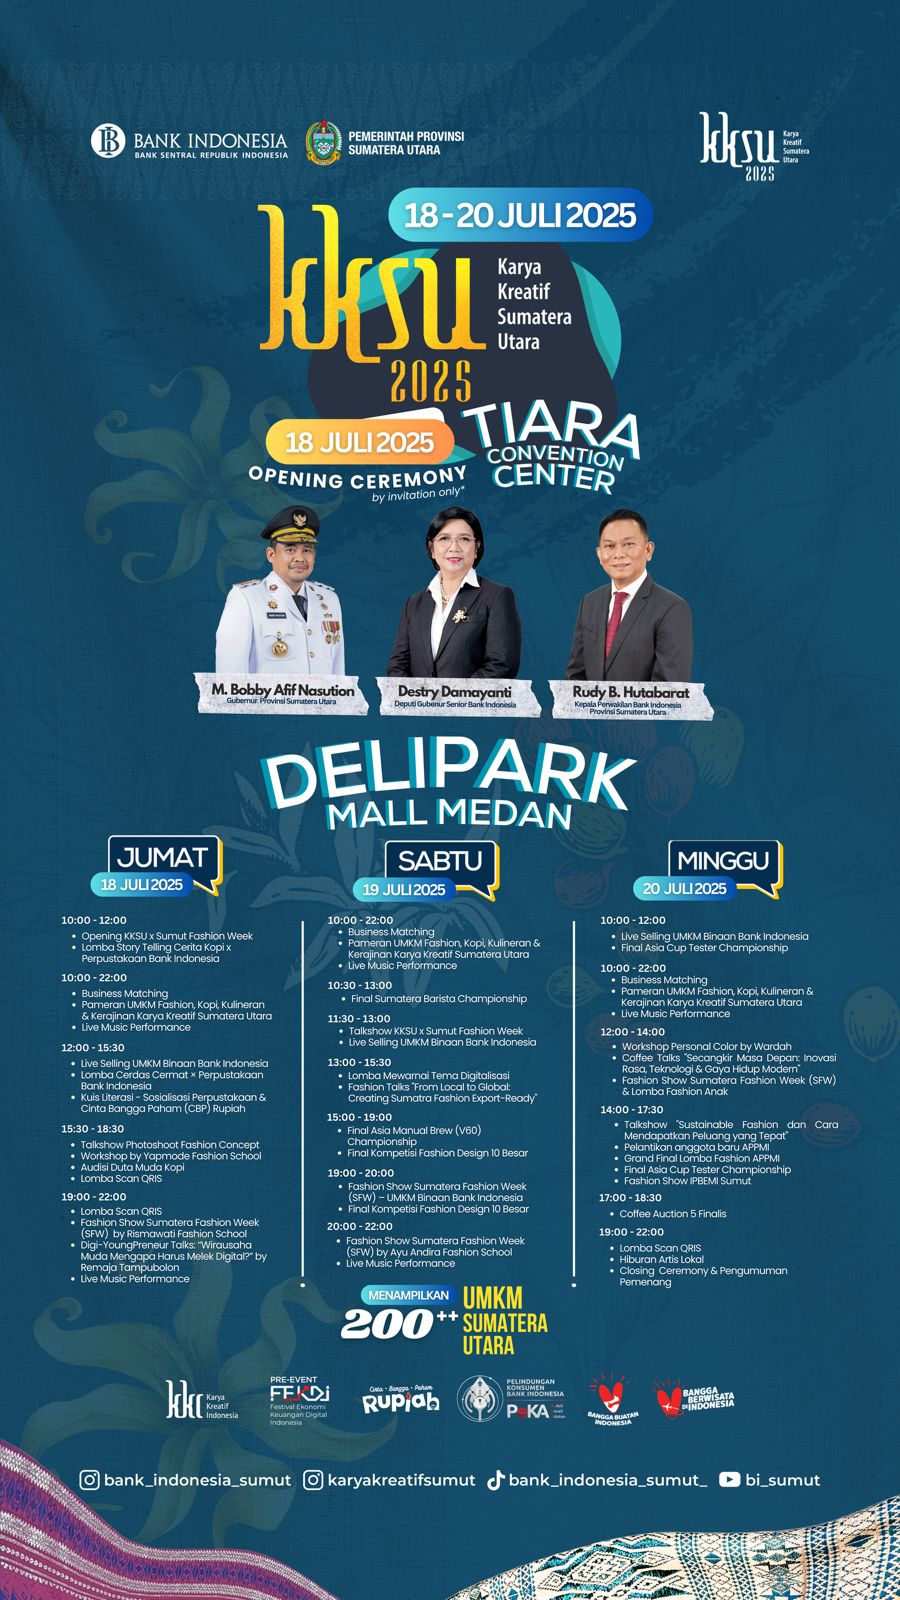 BANK INDONESIA
BANK SENTRAL REPUBLIK INDONESIA
PEMERINTAH PROVINSI
SUMATERA UTARA
kksu
Karya
Kreatif
Sumatera
Utara
2025
18 - 20 JULI 2025
kksu
Karya
Kreatif
Sumatera
Utara
2025
18 JULI 2025
OPENING CEREMONY
by invitation only*
TIARA
CONVENTION
CENTER
M. Bobby Afif Nasution
Gubernur Provinsi Sumatera Utara
Destry Damayanti
Deputi Gubenur Senior Bank Indonesia
Rudy B. Hutabarat
Kepala Perwakilan Bank Indonesia
Provinsi Sumatera Utara
DELIPARK
MALL MEDAN
JUMAT
18 JULI 2025
10:00 - 12:00
• Opening KKSU x Sumut Fashion Week
• Lomba Story Telling Cerita Kopi x
Perpustakaan Bank Indonesia
10:00 - 22:00
• Business Matching
• Pameran UMKM Fashion, Kopi, Kulineran
& Kerajinan Karya Kreatif Sumatera Utara
• Live Music Performance
12:00 - 15:30
• Live Selling UMKM Binaan Bank Indonesia
• Lomba Cerdas Cermat × Perpustakaan
Bank Indonesia
• Kuis Literasi - Sosialisasi Perpustakaan &
Cinta Bangga Paham (CBP) Rupiah
15:30 - 18:30
• Talkshow Photoshoot Fashion Concept
• Workshop by Yapmode Fashion School
• Audisi Duta Muda Kopi
• Lomba Scan QRIS
19:00 - 22:00
• Lomba Scan QRIS
• Fashion Show Sumatera Fashion Week
(SFW) by Rismawati Fashion School
• Digi-YoungPreneur Talks: "Wirausaha
Muda Mengapa Harus Melek Digital?" by
Remaja Tampubolon
• Live Music Performance
SABTU
19 JULI 2025
10:00 - 22:00
• Business Matching
• Pameran UMKM Fashion, Kopi, Kulineran &
Kerajinan Karya Kreatif Sumatera Utara
• Live Music Performance
10:30 - 13:00
• Final Sumatera Barista Championship
11:30 - 13:00
• Talkshow KKSU x Sumut Fashion Week
• Live Selling UMKM Binaan Bank Indonesia
13:00 - 15:30
• Lomba Mewarnai Tema Digitalisasi
• Fashion Talks "From Local to Global:
Creating Sumatra Fashion Export-Ready"
15:00 - 19:00
• Final Asia Manual Brew (V60)
Championship
• Final Kompetisi Fashion Design 10 Besar
19:00 - 20:00
• Fashion Show Sumatera Fashion Week
(SFW) – UMKM Binaan Bank Indonesia
• Final Kompetisi Fashion Design 10 Besar
20:00 - 22:00
• Fashion Show Sumatera Fashion Week
(SFW) by Ayu Andira Fashion School
• Live Music Performance
MINGGU
20 JULI 2025
10:00 - 12:00
• Live Selling UMKM Binaan Bank Indonesia
• Final Asia Cup Tester Championship
10:00 - 22:00
• Business Matching
• Pameran UMKM Fashion, Kopi, Kulineran &
Kerajinan Karya Kreatif Sumatera Utara
• Live Music Performance
12:00 - 14:00
• Workshop Personal Color by Wardah
• Coffee Talks "Secangkir Masa Depan: Inovasi
Rasa, Teknologi & Gaya Hidup Modern"
• Fashion Show Sumatera Fashion Week (SFW)
& Lomba Fashion Anak
14:00 - 17:30
• Talkshow "Sustainable Fashion dan Cara
Mendapatkan Peluang yang Tepat"
• Pelantikan anggota baru APPMI
• Grand Final Lomba Fashion APPMI
• Final Asia Cup Tester Championship
• Fashion Show IPBEMI Sumut
17:00 - 18:30
• Coffee Auction 5 Finalis
19:00 - 22:00
• Lomba Scan QRIS
• Hiburan Artis Lokal
• Closing Ceremony & Pengumuman
Pemenang
MENAMPILKAN
200++
UMKM
SUMATERA
UTARA
kki
Karya
Kreatif
Indonesia
PRE-EVENT
FEKDI
Festival Ekonomi
Keuangan Digital
Indonesia
Cinta • Bangga • Paham
Rupiah
PELINDUNGAN
KONSUMEN
BANK INDONESIA
PeKA
BANGGA BUATAN
INDONESIA
BANGGA
BERWISATA
DI INDONESIA
bank_indonesia_sumut
karyakreatifsumut
bank_indonesia_sumut_
bi_sumut